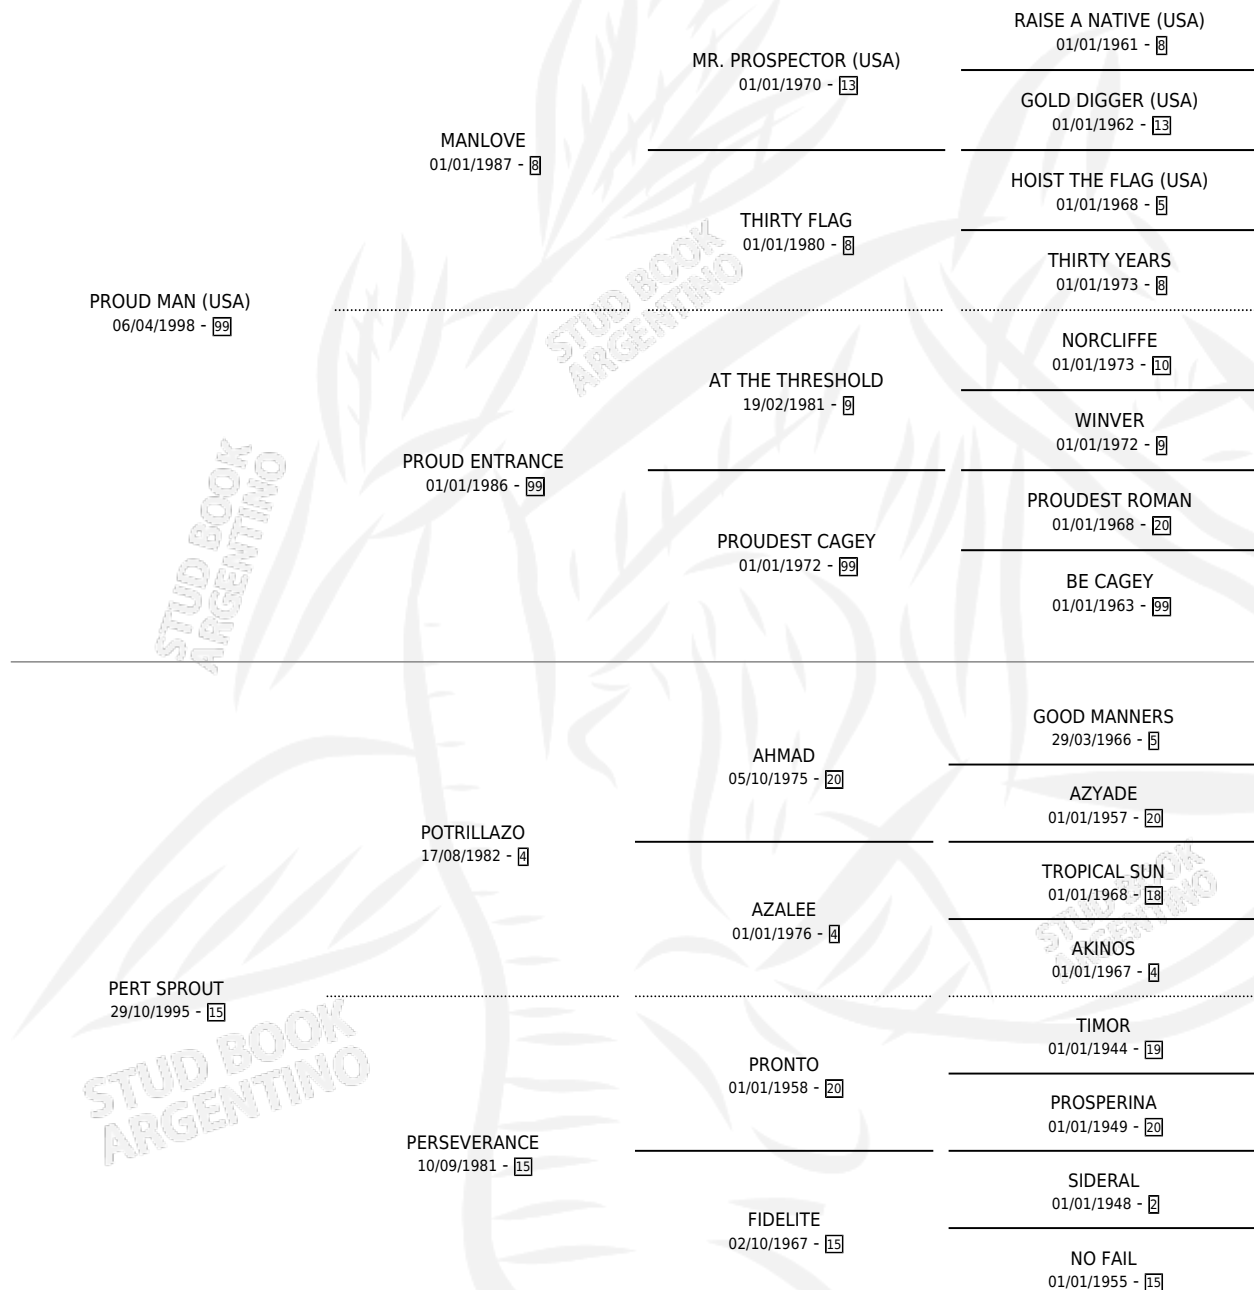 RAISE A NATIVE (USA)
01/01/1961 - 8
MR. PROSPECTOR (USA)
01/01/1970 - 13
GOLD DIGGER (USA)
01/01/1962 - 13
MANLOVE
01/01/1987 - 8
HOIST THE FLAG (USA)
01/01/1968 - 5
THIRTY FLAG
01/01/1980 - 8
THIRTY YEARS
01/01/1973 - 8
PROUD MAN (USA)
06/04/1998 - 99
NORCLIFFE
01/01/1973 - 10
AT THE THRESHOLD
19/02/1981 - 9
WINVER
01/01/1972 - 9
PROUD ENTRANCE
01/01/1986 - 99
PROUDEST ROMAN
01/01/1968 - 20
PROUDEST CAGEY
01/01/1972 - 99
BE CAGEY
01/01/1963 - 99
GOOD MANNERS
29/03/1966 - 5
AHMAD
05/10/1975 - 20
AZYADE
01/01/1957 - 20
POTRILLAZO
17/08/1982 - 4
TROPICAL SUN
01/01/1968 - 18
AZALEE
01/01/1976 - 4
AKINOS
01/01/1967 - 4
PERT SPROUT
29/10/1995 - 15
TIMOR
01/01/1944 - 19
PRONTO
01/01/1958 - 20
PROSPERINA
01/01/1949 - 20
PERSEVERANCE
10/09/1981 - 15
SIDERAL
01/01/1948 - 2
FIDELITE
02/10/1967 - 15
NO FAIL
01/01/1955 - 15
STUD BOOK
ARGENTINO
STUD BOOK
ARGENTINO
STUD BOOK
ARGENTINO
STUD BOOK
ARGENTINO